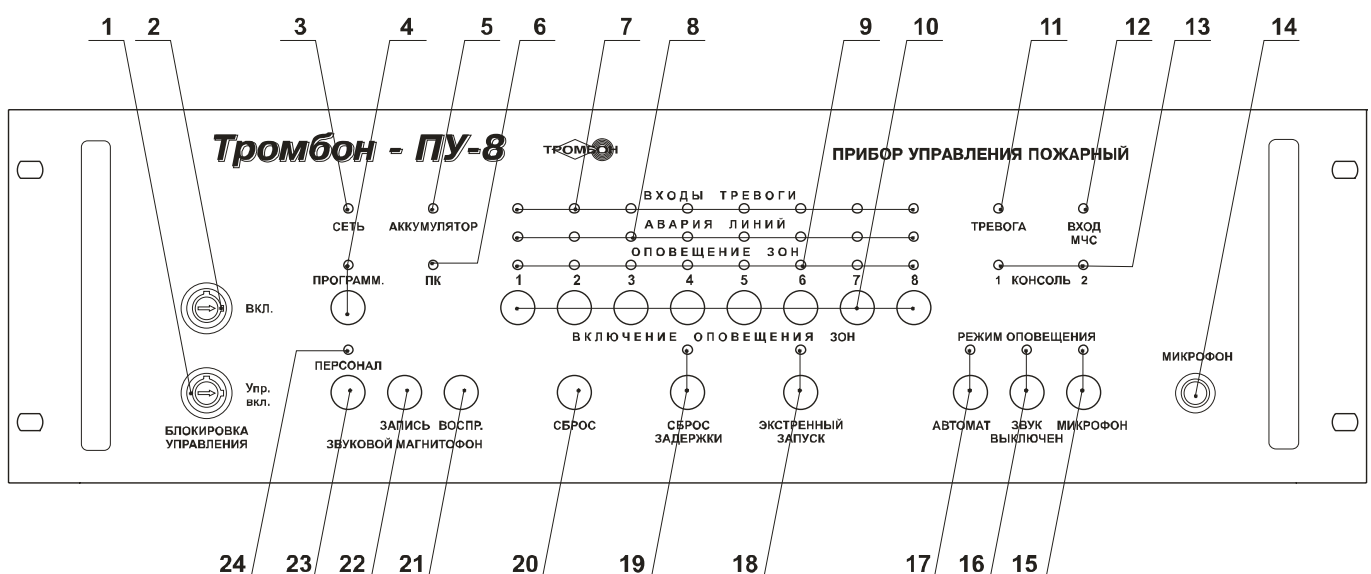 1 2 3 4 5 6 7 8 9 10 11 12 13 14
Тромбон - ПУ-8
ТРОМБОН
ПРИБОР УПРАВЛЕНИЯ ПОЖАРНЫЙ
ВХОДЫ ТРЕВОГИ
СЕТЬ
АККУМУЛЯТОР
АВАРИЯ ЛИНИЙ
ТРЕВОГА
ВХОД
МЧС
ОПОВЕЩЕНИЕ ЗОН
ПРОГРАММ.
ПК
1 2 3 4 5 6 7 8
1 КОНСОЛЬ 2
ВКЛ.
ВКЛЮЧЕНИЕ ОПОВЕЩЕНИЯ ЗОН
РЕЖИМ ОПОВЕЩЕНИЯ
МИКРОФОН
ПЕРСОНАЛ
Упр.
вкл.
БЛОКИРОВКА
УПРАВЛЕНИЯ
ЗАПИСЬ ВОСПР.
ЗВУКОВОЙ МАГНИТОФОН
СБРОС
СБРОС
ЗАДЕРЖКИ
ЭКСТРЕННЫЙ
ЗАПУСК
АВТОМАТ
ЗВУК
ВЫКЛЮЧЕН
МИКРОФОН
24 23 22 21 20 19 18 17 16 15